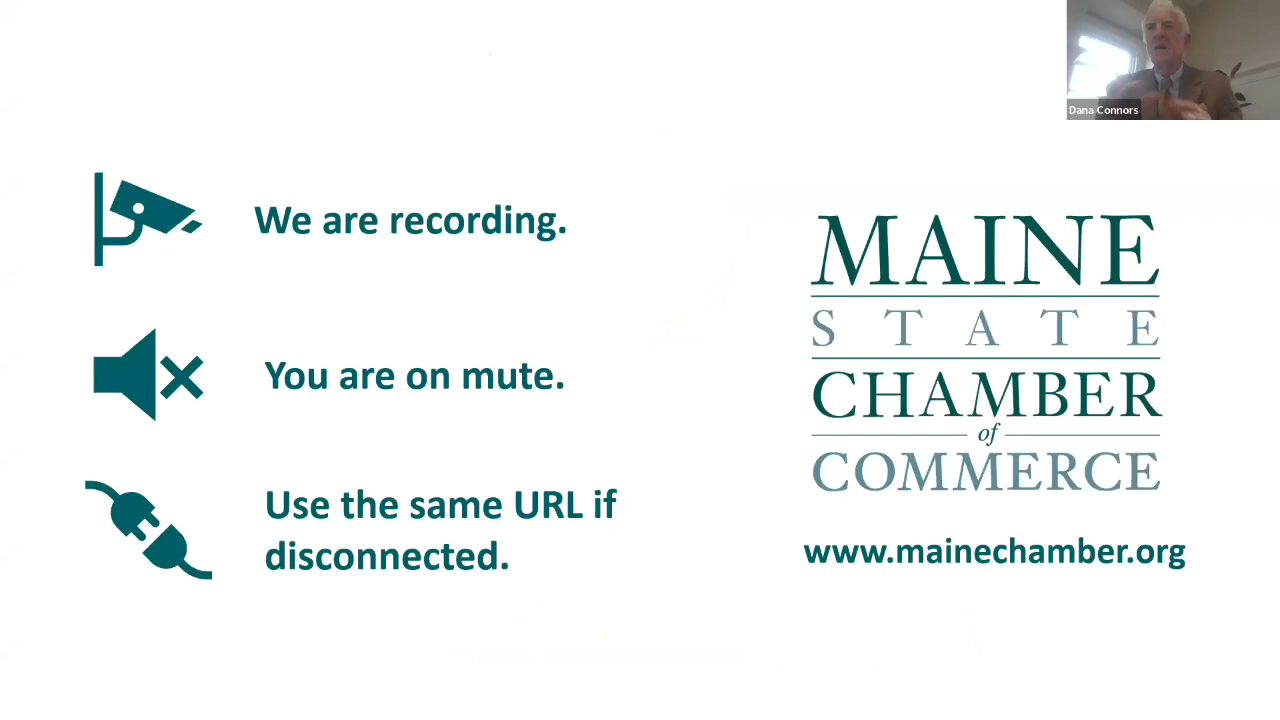 Dana Connors
We are recording.
You are on mute.
Use the same URL if
disconnected.
MAINE
STATE
CHAMBER
of
COMMERCE
www.mainechamber.org